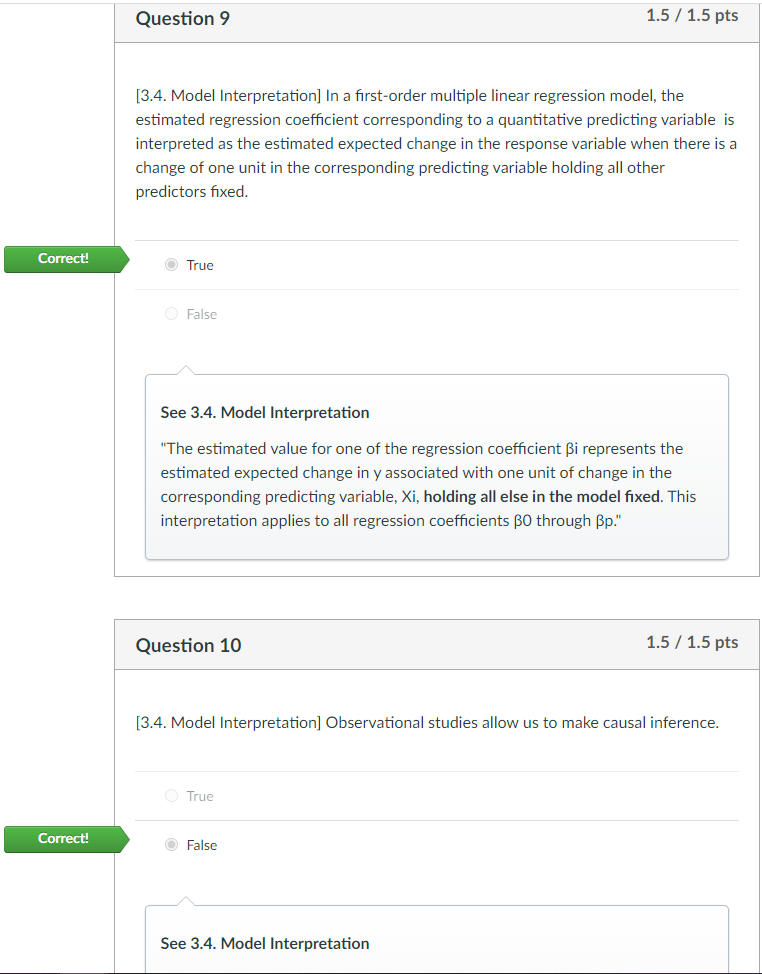 Question 9
1.5 / 1.5 pts
[3.4. Model Interpretation] In a first-order multiple linear regression model, the
estimated regression coefficient corresponding to a quantitative predicting variable  is
interpreted as the estimated expected change in the response variable when there is a
change of one unit in the corresponding predicting variable holding all other
predictors fixed.
Correct!
True
False
See 3.4. Model Interpretation
"The estimated value for one of the regression coefficient βi represents the
estimated expected change in y associated with one unit of change in the
corresponding predicting variable, Xi, holding all else in the model fixed. This
interpretation applies to all regression coefficients β0 through βp."
Question 10
1.5 / 1.5 pts
[3.4. Model Interpretation] Observational studies allow us to make causal inference.
True
Correct!
False
See 3.4. Model Interpretation